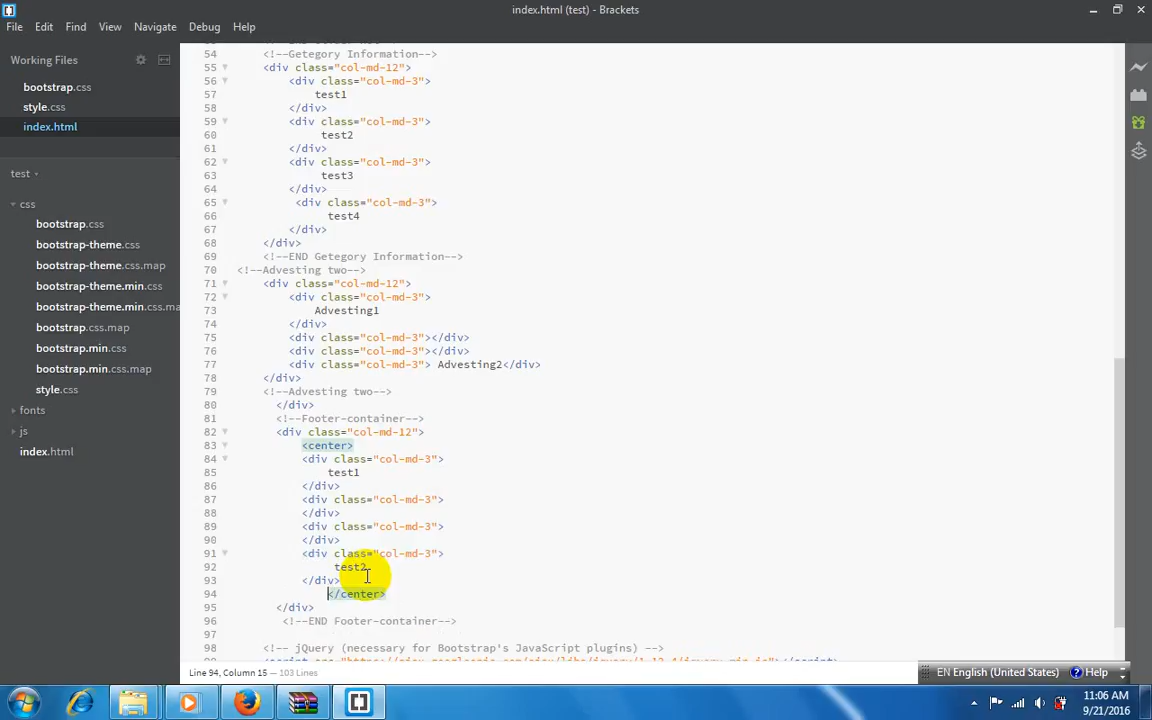 index.html (test) - Brackets
File Edit Find View Navigate Debug Help
Working Files
bootstrap.css
style.css
index.html
test
css
bootstrap.css
bootstrap-theme.css
bootstrap-theme.css.map
bootstrap-theme.min.css
bootstrap-theme.min.css.ma
bootstrap.css.map
bootstrap.min.css
bootstrap.min.css.map
style.css
fonts
js
index.html
54 <!--Getegory Information-->
55 <div class="col-md-12">
56 <div class="col-md-3">
57 test1
58 </div>
59 <div class="col-md-3">
60 test2
61 </div>
62 <div class="col-md-3">
63 test3
64 </div>
65 <div class="col-md-3">
66 test4
67 </div>
68 </div>
69 <!--END Getegory Information-->
70 <!--Advesting two-->
71 <div class="col-md-12">
72 <div class="col-md-3">
73 Advesting1
74 </div>
75 <div class="col-md-3"></div>
76 <div class="col-md-3"></div>
77 <div class="col-md-3"> Advesting2</div>
78 </div>
79 <!--Advesting two-->
80 </div>
81 <!--Footer-container-->
82 <div class="col-md-12">
83 <center>
84 <div class="col-md-3">
85 test1
86 </div>
87 <div class="col-md-3">
88 </div>
89 <div class="col-md-3">
90 </div>
91 <div class="col-md-3">
92 test2
93 </div>
94 </center>
95 </div>
96 <!--END Footer-container-->
97
98 <!-- jQuery (necessary for Bootstrap's JavaScript plugins) -->
Line 94, Column 15 — 103 Lines
EN English (United States) Help
11:06 AM
9/21/2016